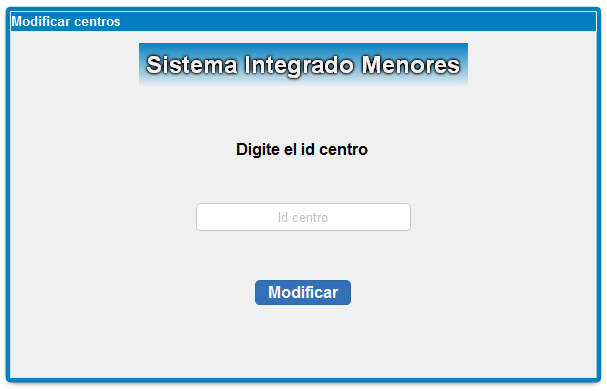 Modificar centros
Sistema Integrado Menores
Digite el id centro
Id centro
Modificar